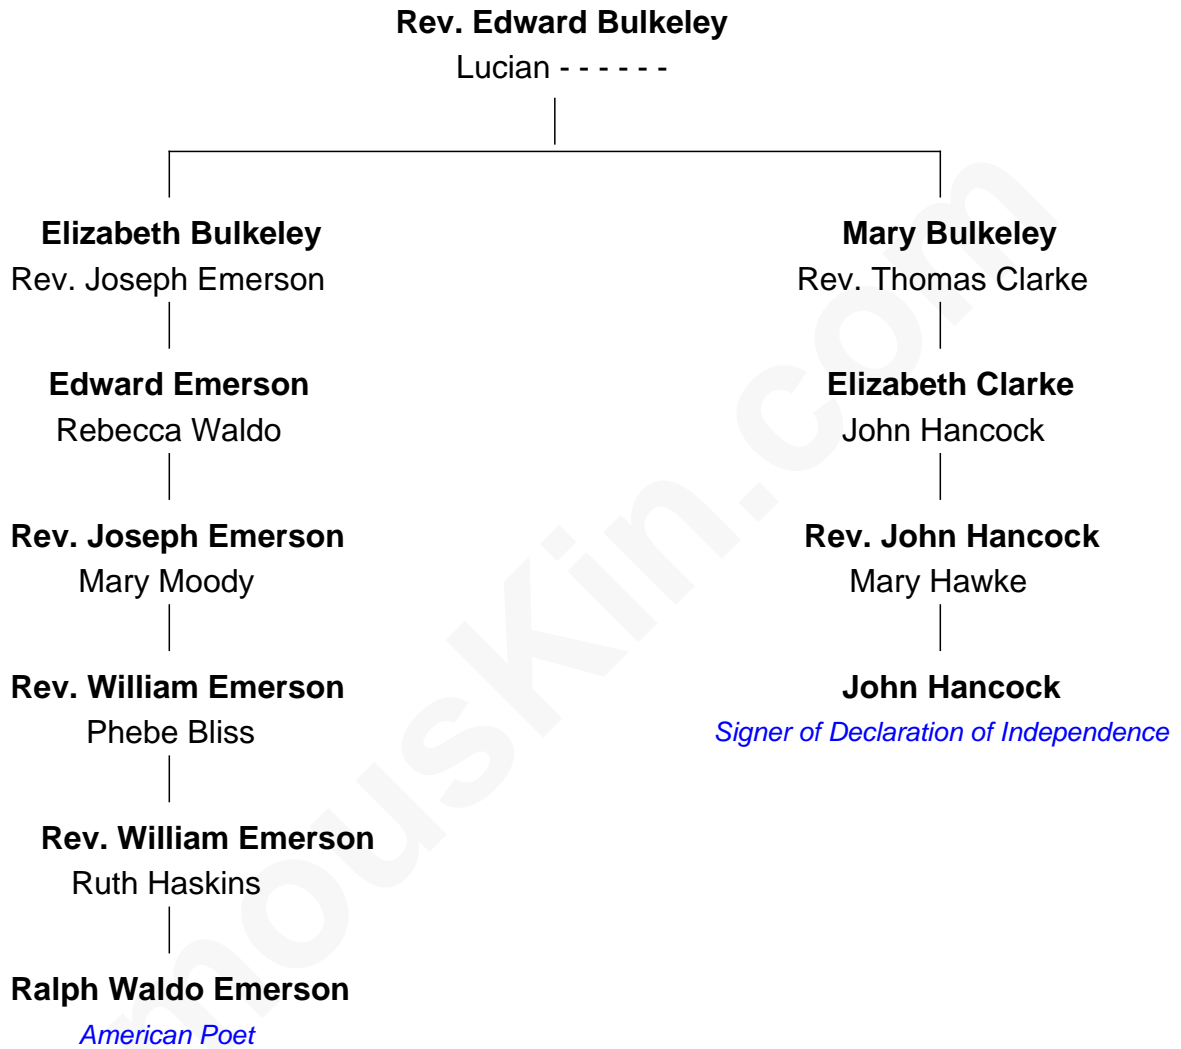 Rev. Edward Bulkeley
Lucian - - - - - -
Elizabeth Bulkeley
Rev. Joseph Emerson
Mary Bulkeley
Rev. Thomas Clarke
Edward Emerson
Rebecca Waldo
Elizabeth Clarke
John Hancock
Rev. Joseph Emerson
Mary Moody
Rev. John Hancock
Mary Hawke
Rev. William Emerson
Phebe Bliss
John Hancock
Signer of Declaration of Independence
Rev. William Emerson
Ruth Haskins
Ralph Waldo Emerson
American Poet
mousKin.com